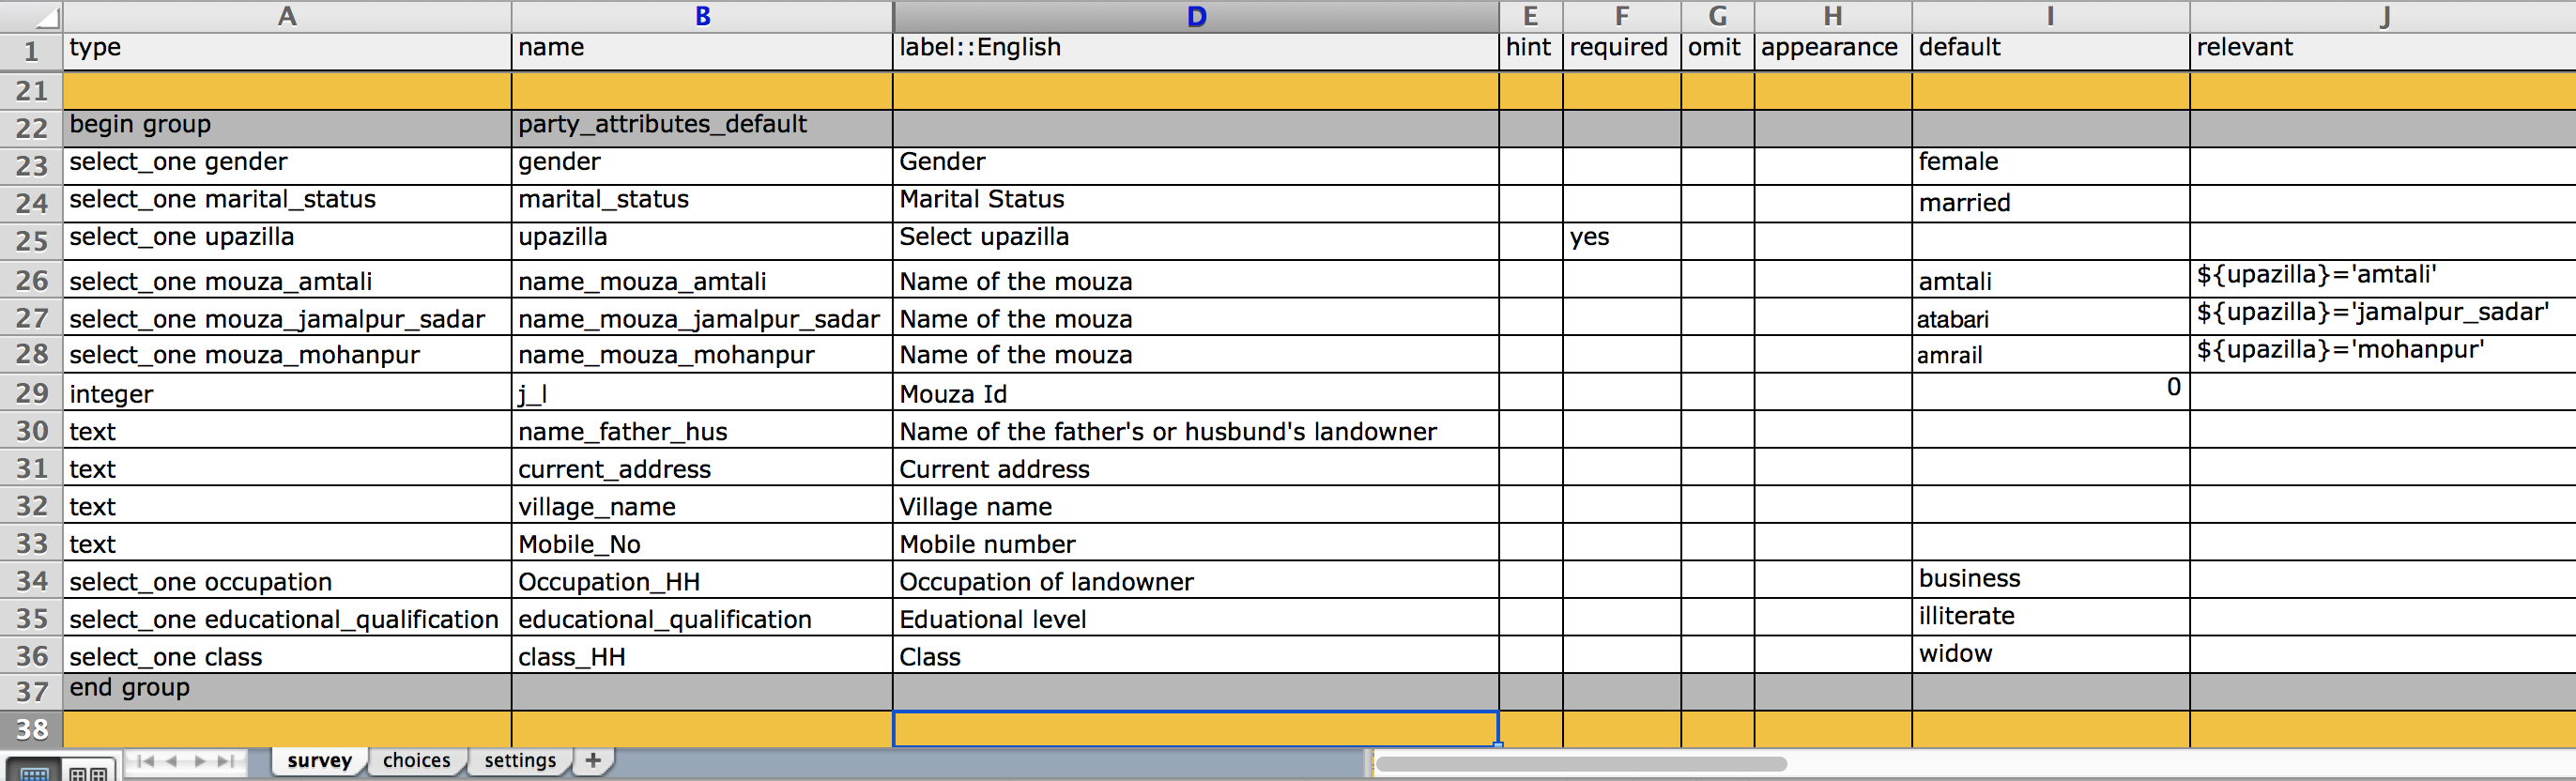 A B D E F G H I J
1 type name label::English hint required omit appearance default relevant
21
22 begin group party_attributes_default
23 select_one gender gender Gender female
24 select_one marital_status marital_status Marital Status married
25 select_one upazilla upazilla Select upazilla yes
26 select_one mouza_amtali name_mouza_amtali Name of the mouza amtali ${upazilla}='amtali'
27 select_one mouza_jamalpur_sadar name_mouza_jamalpur_sadar Name of the mouza atabari ${upazilla}='jamalpur_sadar'
28 select_one mouza_mohanpur name_mouza_mohanpur Name of the mouza amrail ${upazilla}='mohanpur'
29 integer j_l Mouza Id 0
30 text name_father_hus Name of the father's or husbund's landowner
31 text current_address Current address
32 text village_name Village name
33 text Mobile_No Mobile number
34 select_one occupation Occupation_HH Occupation of landowner business
35 select_one educational_qualification educational_qualification Eduational level illiterate
36 select_one class class_HH Class widow
37 end group
38
survey choices settings +